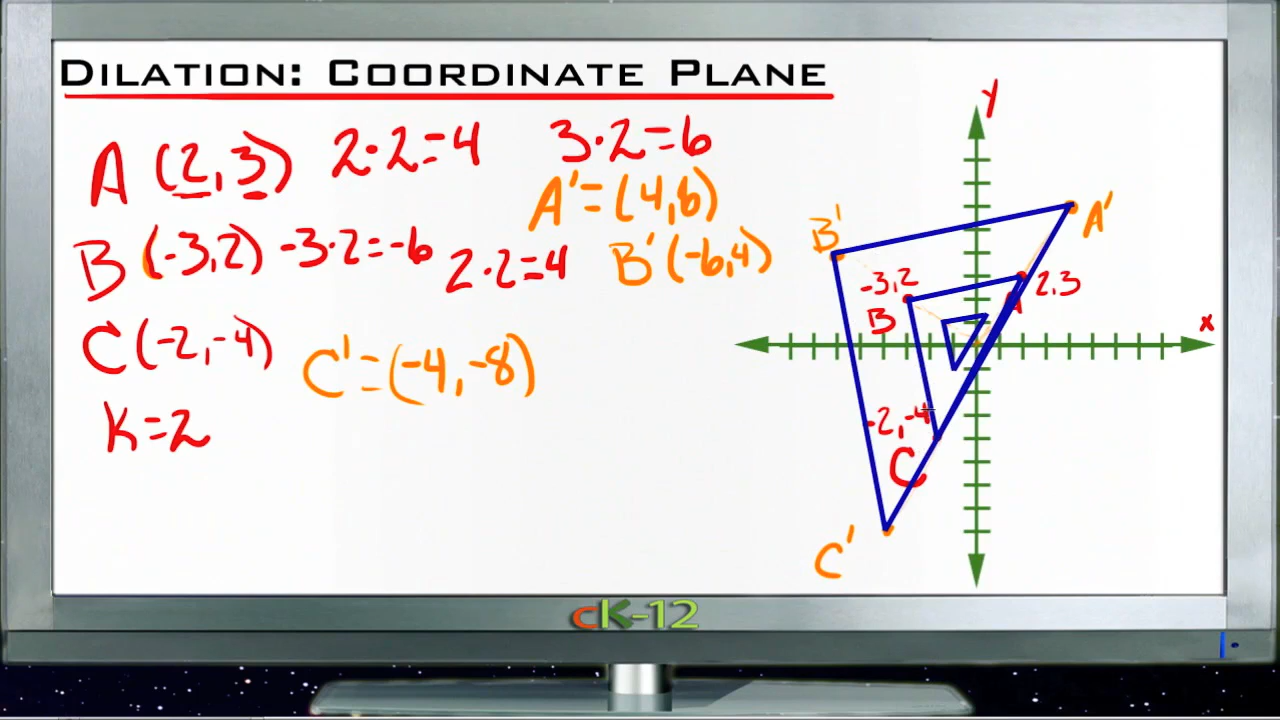 DILATION: COORDINATE PLANE
A (2,3) 2·2=4 3·2=6
A'=(4,6)
B (-3,2) -3·2=-6 2·2=4 B'(-6,4)
C(-2,-4) C'=(-4,-8)
K=2
y
A'
B'
-3,2
2,3
B
A
x
-2,-4
C
C'
cK-12